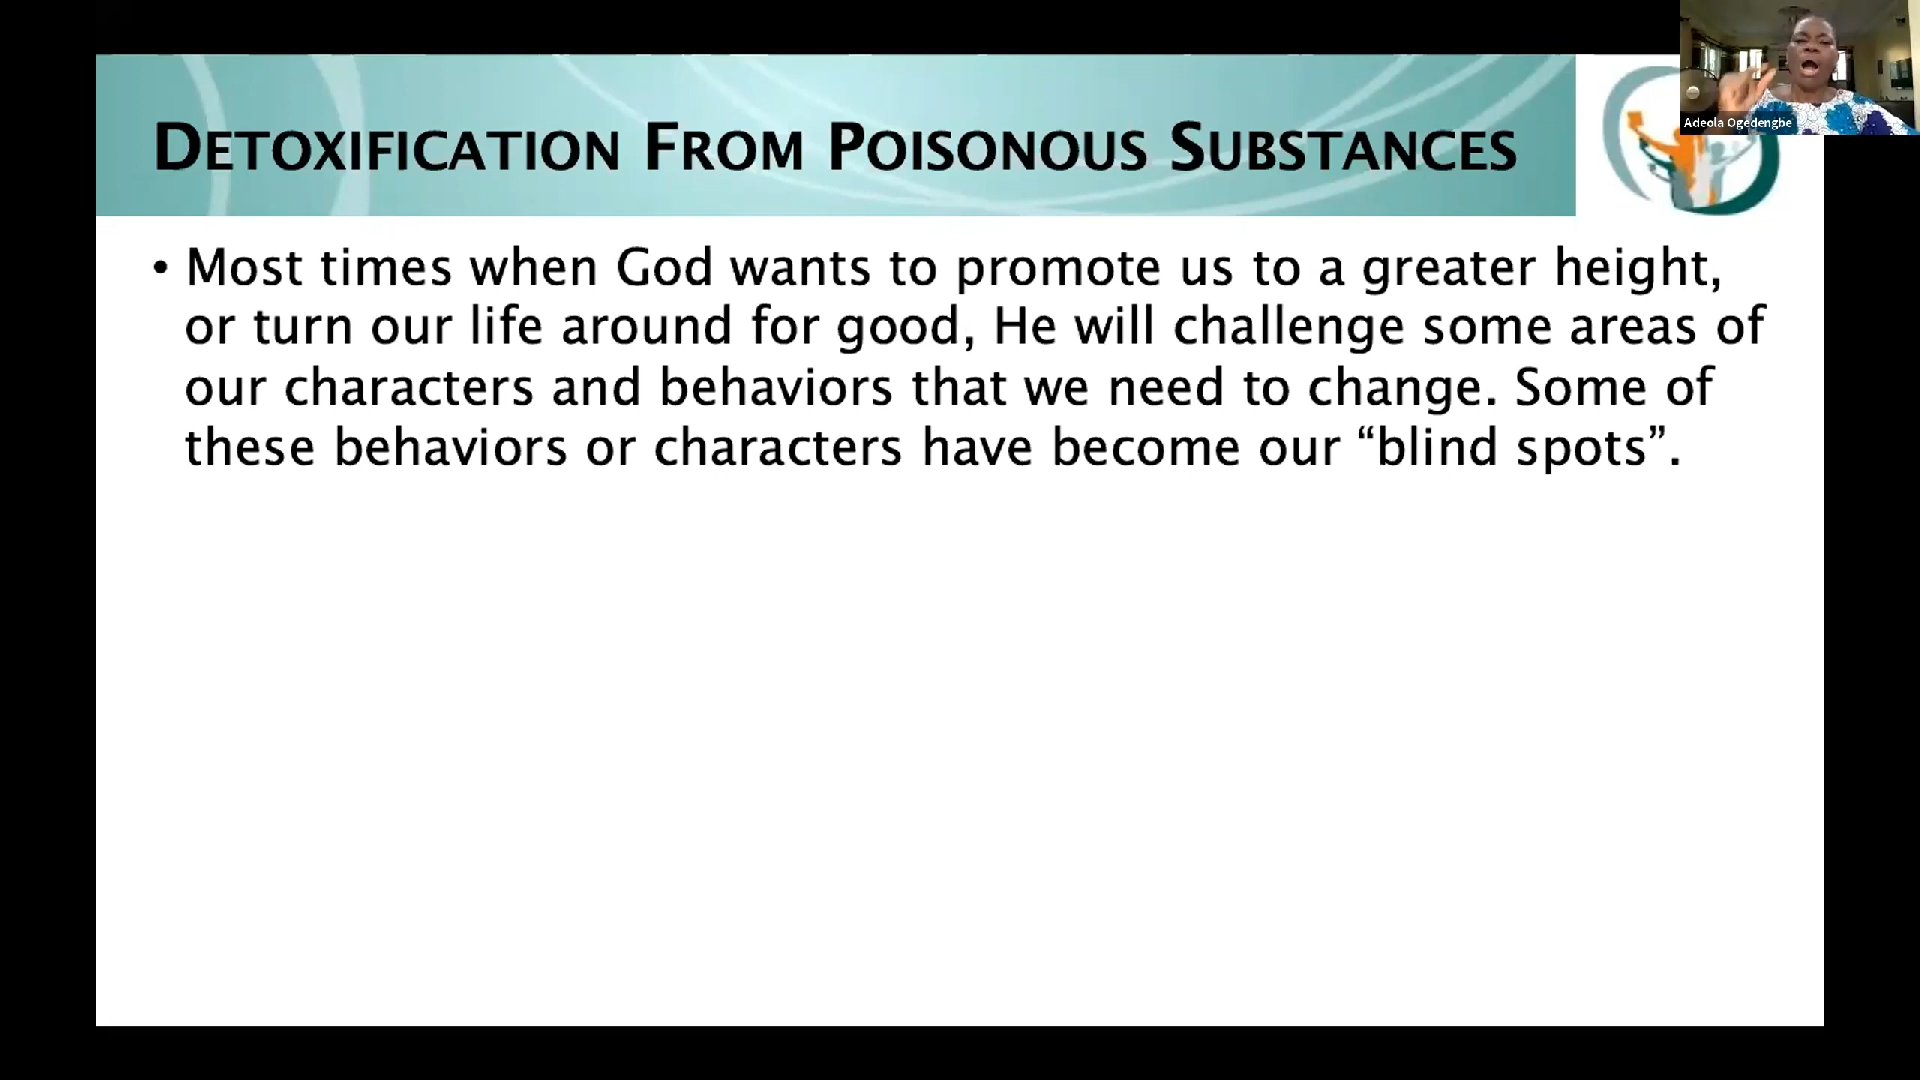 DETOXIFICATION FROM POISONOUS SUBSTANCES
Adeola Ogedengbe
• Most times when God wants to promote us to a greater height,
or turn our life around for good, He will challenge some areas of
our characters and behaviors that we need to change. Some of
these behaviors or characters have become our “blind spots”.